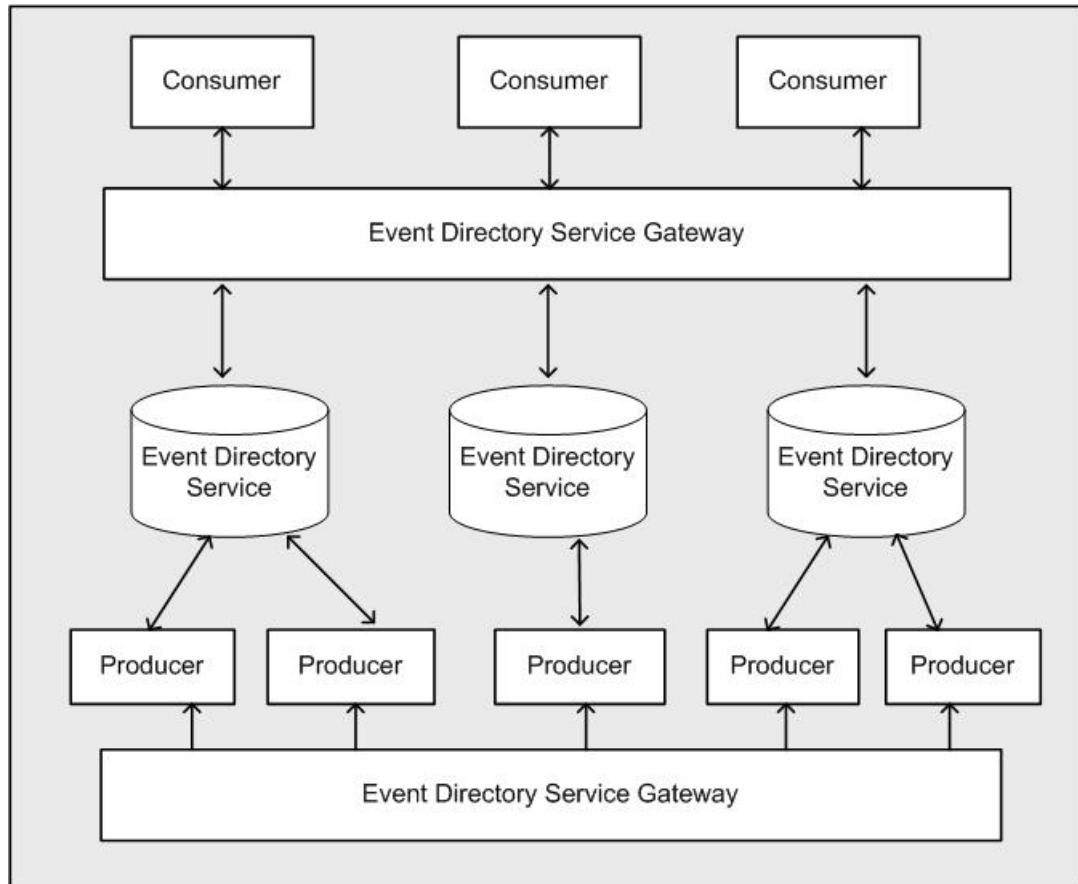 Consumer
Consumer
Consumer
Event Directory Service Gateway
Event Directory
Service
Event Directory
Service
Event Directory
Service
Producer
Producer
Producer
Producer
Producer
Event Directory Service Gateway